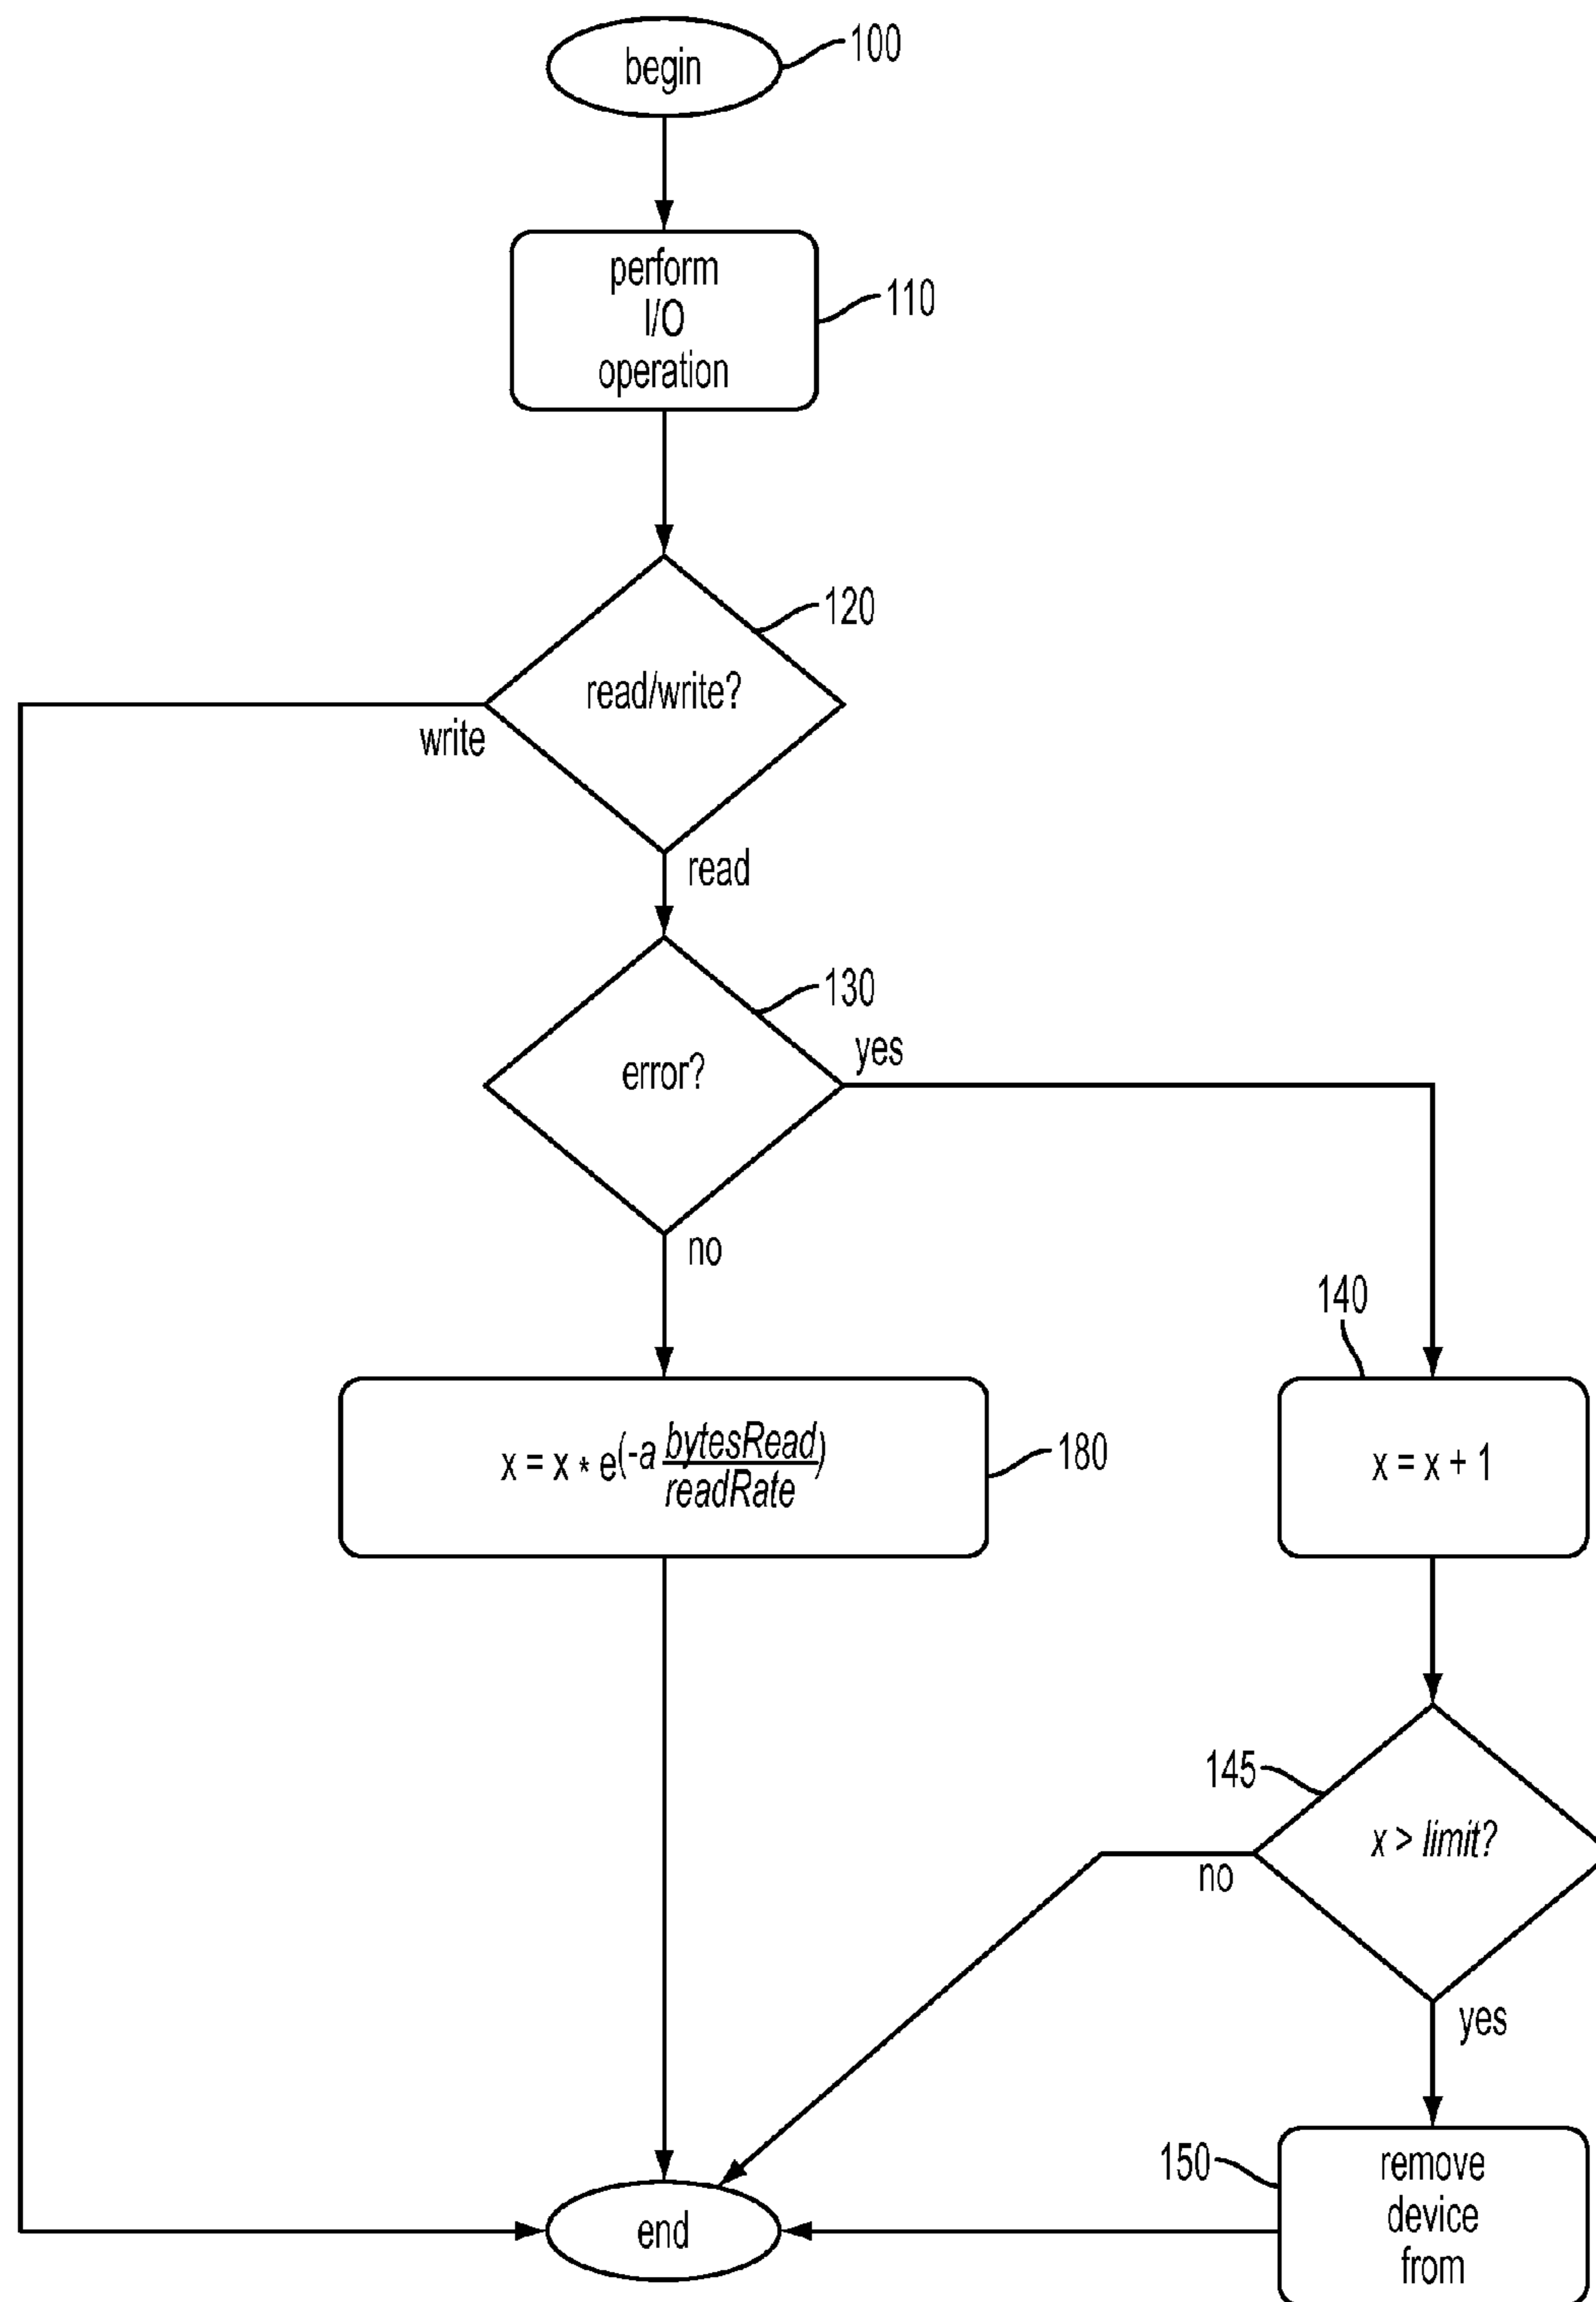 begin
100
perform
I/O
operation
110
120
read/write?
write
read
130
yes
error?
no
140
x = x * e(-a bytesRead/readRate)
180
x = x + 1
145
x > limit?
no
yes
150
remove
device
from
end